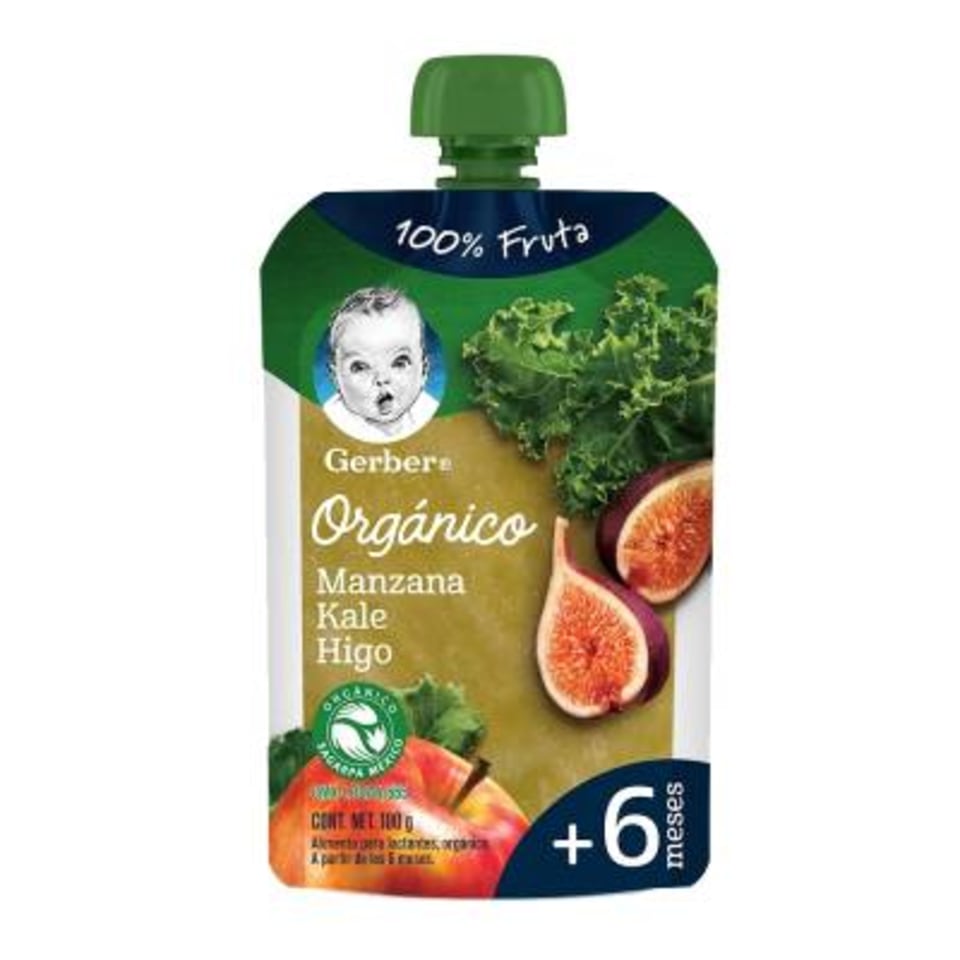 100% Fruta
Gerber®
Orgánico
Manzana
Kale
Higo
ORGÁNICO
SAGARPA MÉXICO
CONT. NET. 100 g
Alimento para lactantes, orgánico.
A partir de los 6 meses.
+6 meses